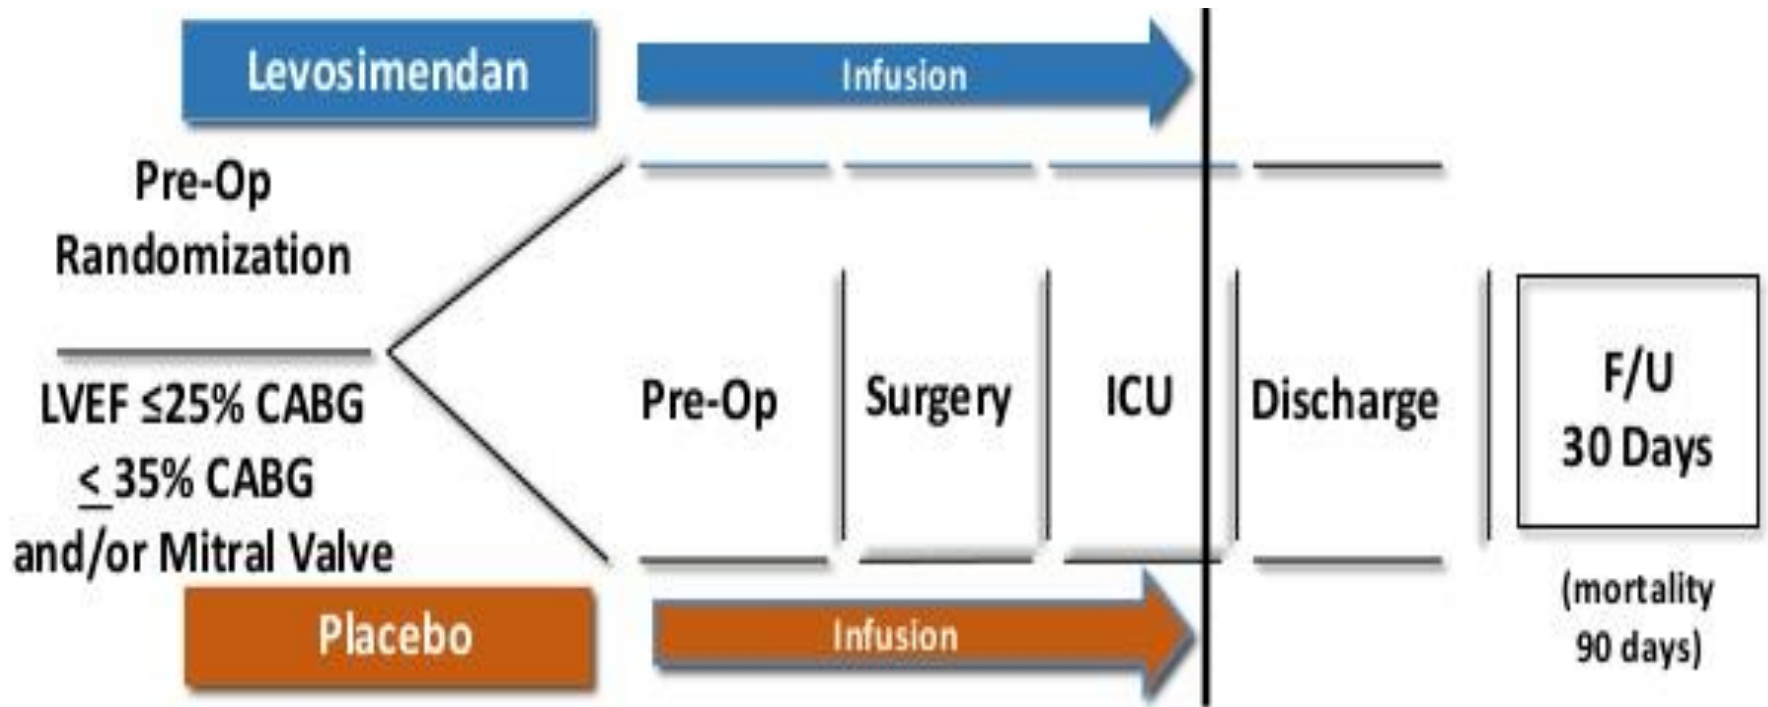 Levosimendan
Infusion
Pre-Op
Randomization
LVEF ≤25% CABG
< 35% CABG
and/or Mitral Valve
Pre-Op
Surgery
ICU
Discharge
F/U
30 Days
(mortality
90 days)
Placebo
Infusion